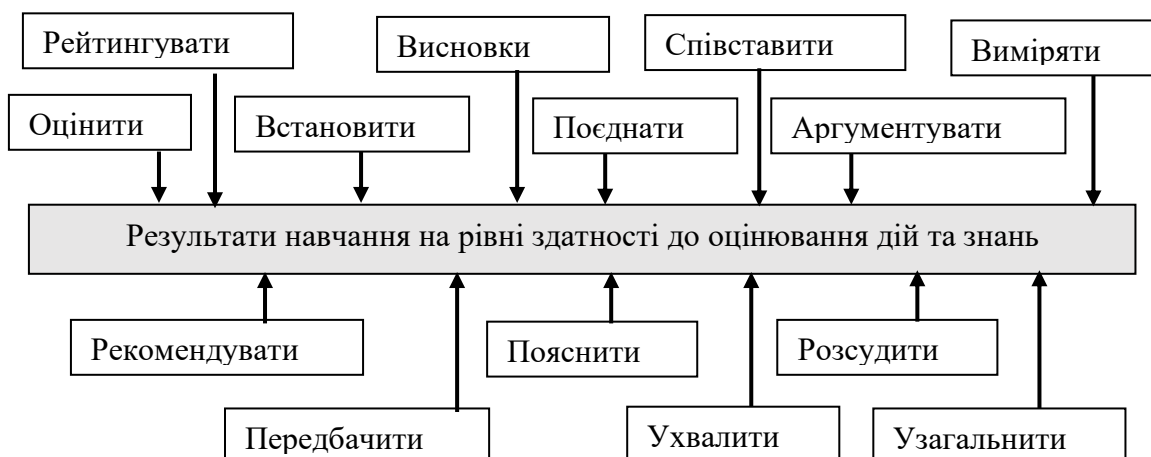 Рейтингувати
Висновки
Співставити
Виміряти
Оцінити
Встановити
Поєднати
Аргументувати
Результати навчання на рівні здатності до оцінювання дій та знань
Рекомендувати
Пояснити
Розсудити
Передбачити
Ухвалити
Узагальнити